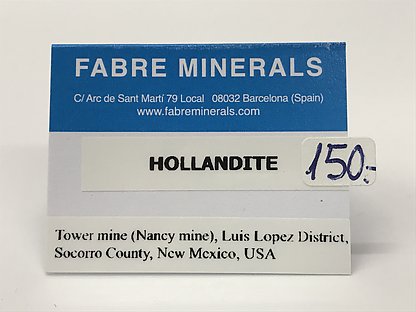 FABRE MINERALS
C/ Arc de Sant Martí 79 Local 08032 Barcelona (Spain)
www.fabreminerals.com
HOLLANDITE
150.-
Tower mine (Nancy mine), Luis Lopez District,
Socorro County, New Mexico, USA